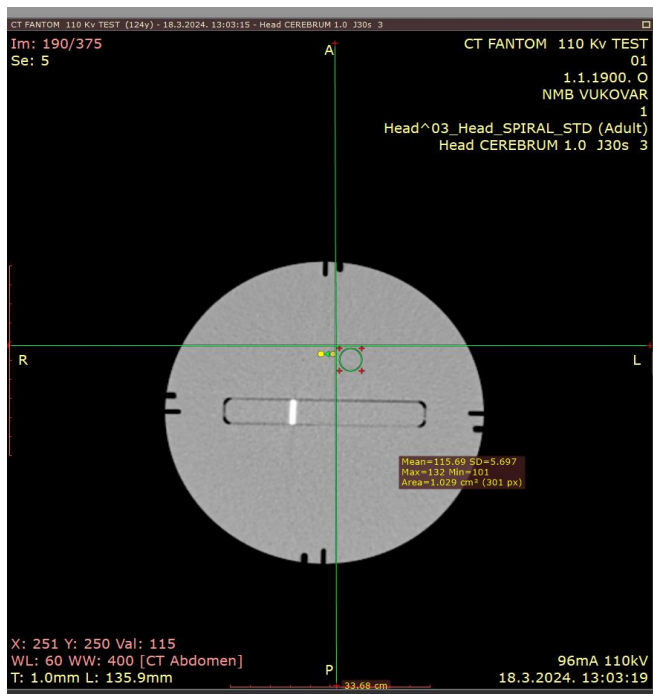 CT FANTOM 110 Kv TEST (124y) - 18.3.2024. 13:03:15 - Head CEREBRUM 1.0 J30s 3
Im: 190/375
Se: 5
A
CT FANTOM 110 Kv TEST
01
1.1.1900. O
NMB VUKOVAR
1
Head^03_Head_SPIRAL_STD (Adult)
Head CEREBRUM 1.0 J30s 3
R
L
Mean=115.69 SD=5.697
Max=132 Min=101
Area=1.029 cm² (301 px)
X: 251 Y: 250 Val: 115
WL: 60 WW: 400 [CT Abdomen]
T: 1.0mm L: 135.9mm
P
33.68 cm
96mA 110kV
18.3.2024. 13:03:19